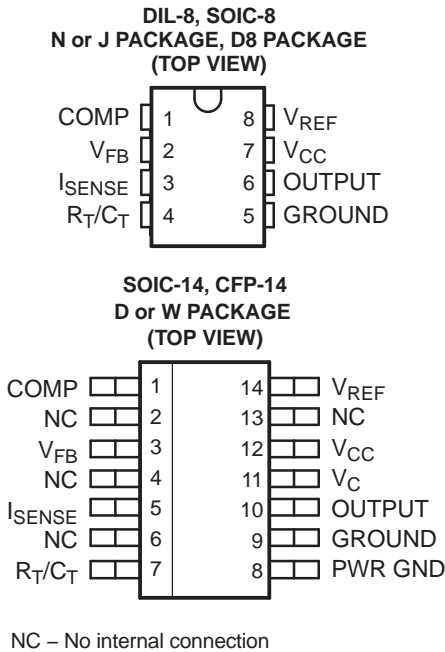 DIL-8, SOIC-8
N or J PACKAGE, D8 PACKAGE
(TOP VIEW)
COMP 1 8 VREF
VFB 2 7 VCC
ISENSE 3 6 OUTPUT
RT/CT 4 5 GROUND
SOIC-14, CFP-14
D or W PACKAGE
(TOP VIEW)
COMP 1 14 VREF
NC 2 13 NC
VFB 3 12 VCC
NC 4 11 VC
ISENSE 5 10 OUTPUT
NC 6 9 GROUND
RT/CT 7 8 PWR GND
NC – No internal connection